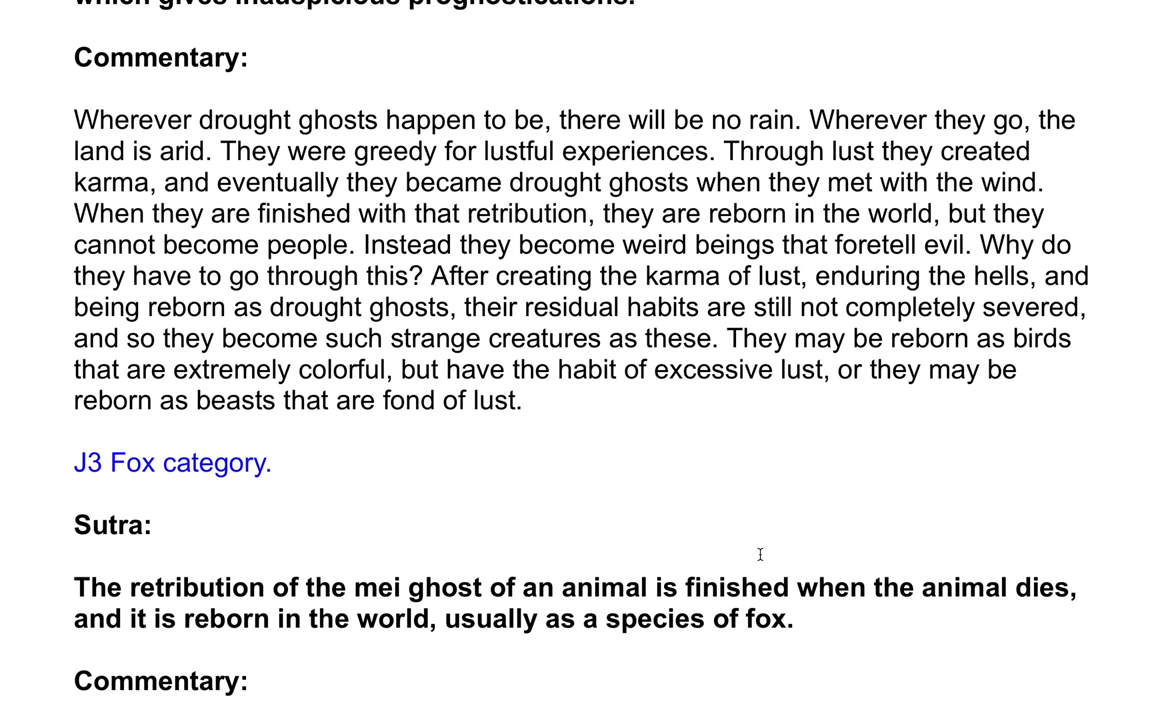 which gives inauspicious prognostications.
Commentary:
Wherever drought ghosts happen to be, there will be no rain. Wherever they go, the
land is arid. They were greedy for lustful experiences. Through lust they created
karma, and eventually they became drought ghosts when they met with the wind.
When they are finished with that retribution, they are reborn in the world, but they
cannot become people. Instead they become weird beings that foretell evil. Why do
they have to go through this? After creating the karma of lust, enduring the hells, and
being reborn as drought ghosts, their residual habits are still not completely severed,
and so they become such strange creatures as these. They may be reborn as birds
that are extremely colorful, but have the habit of excessive lust, or they may be
reborn as beasts that are fond of lust.
J3 Fox category.
Sutra:
The retribution of the mei ghost of an animal is finished when the animal dies,
and it is reborn in the world, usually as a species of fox.
Commentary: